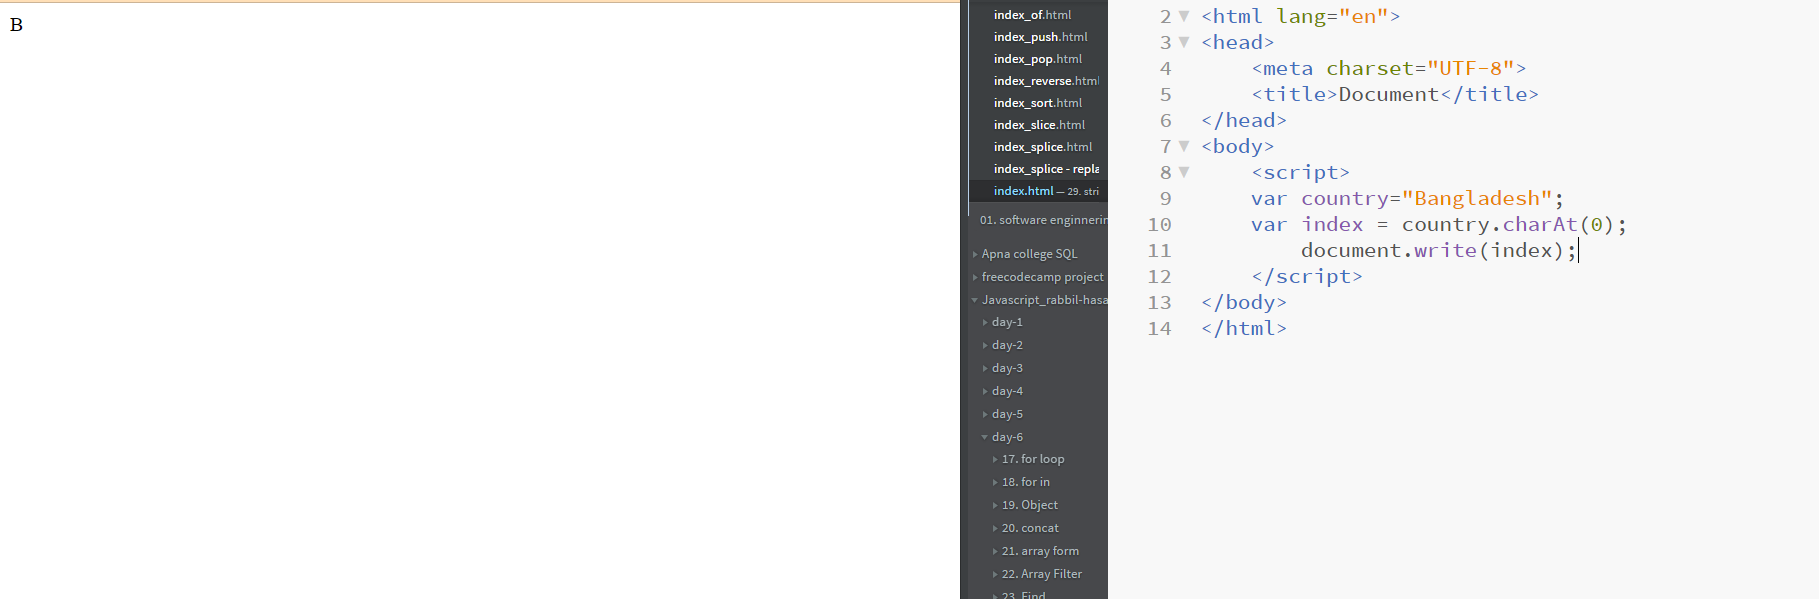 B
index_of.html
index_push.html
index_pop.html
index_reverse.html
index_sort.html
index_slice.html
index_splice.html
index_splice - repla
index.html — 29. stri
01. software enginnerin
Apna college SQL
freecodecamp project
Javascript_rabbil-hasa
day-1
day-2
day-3
day-4
day-5
day-6
17. for loop
18. for in
19. Object
20. concat
21. array form
22. Array Filter
23. Find
2 <html lang="en">
3 <head>
4 <meta charset="UTF-8">
5 <title>Document</title>
6 </head>
7 <body>
8 <script>
9 var country="Bangladesh";
10 var index = country.charAt(0);
11 document.write(index);
12 </script>
13 </body>
14 </html>